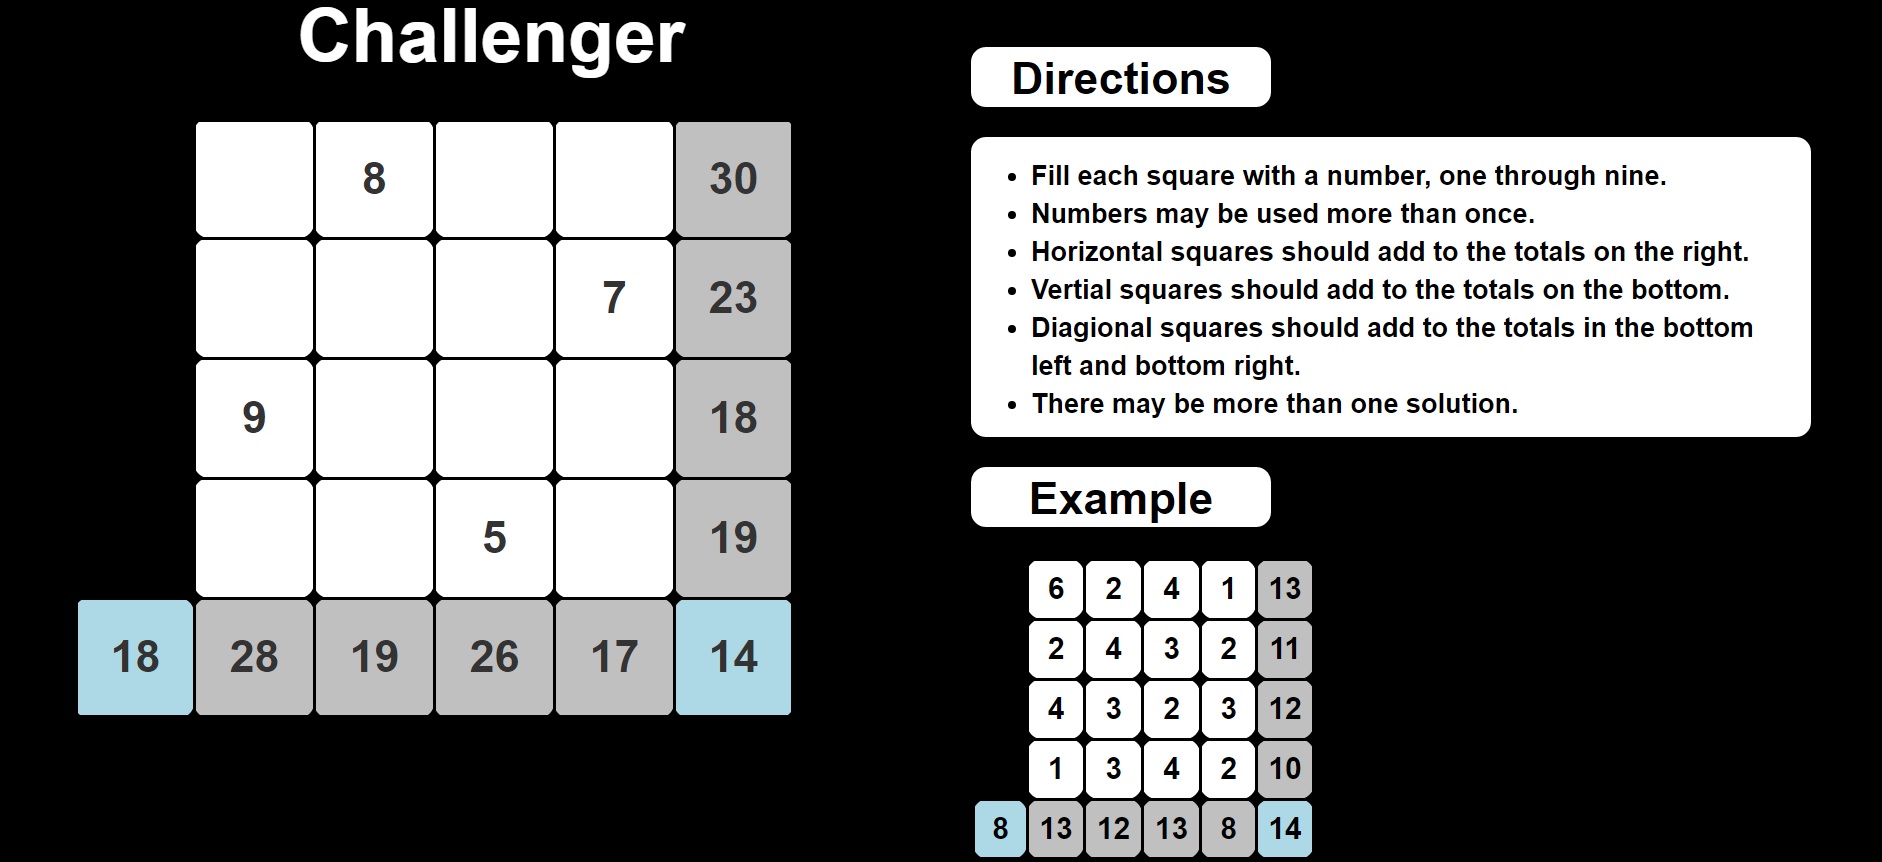 Challenger
8 30
7 23
9 18
5 19
18 28 19 26 17 14
Directions
Fill each square with a number, one through nine.
Numbers may be used more than once.
Horizontal squares should add to the totals on the right.
Vertial squares should add to the totals on the bottom.
Diagional squares should add to the totals in the bottom
left and bottom right.
There may be more than one solution.
Example
6 2 4 1 13
2 4 3 2 11
4 3 2 3 12
1 3 4 2 10
8 13 12 13 8 14